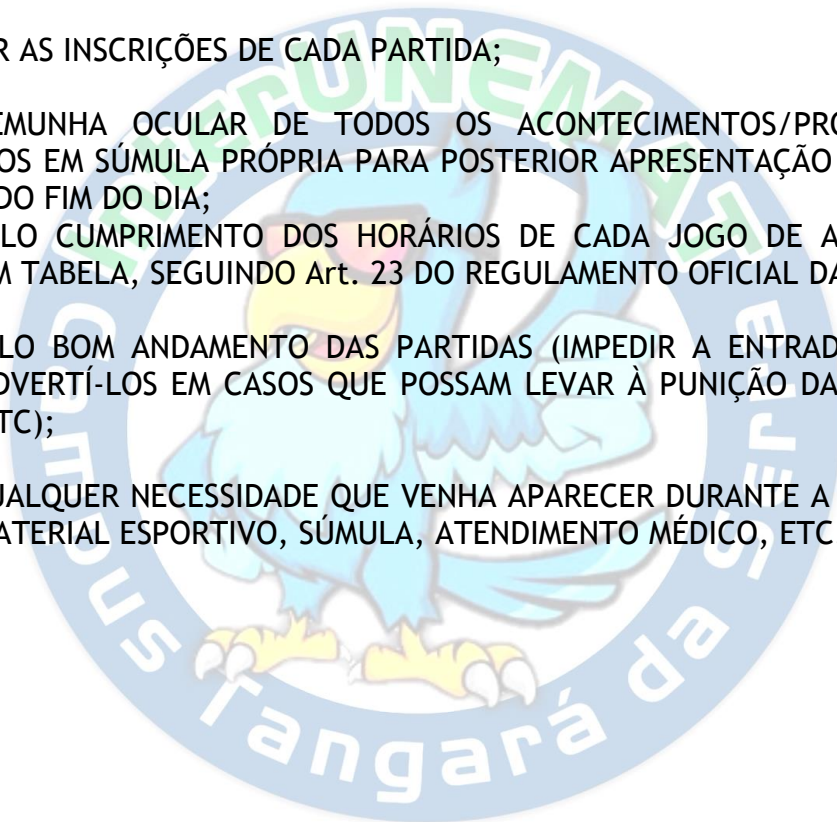 R AS INSCRIÇÕES DE CADA PARTIDA;
EMUNHA OCULAR DE TODOS OS ACONTECIMENTOS/PRO
OS EM SÚMULA PRÓPRIA PARA POSTERIOR APRESENTAÇÃO
DO FIM DO DIA;
LO CUMPRIMENTO DOS HORÁRIOS DE CADA JOGO DE A
M TABELA, SEGUINDO Art. 23 DO REGULAMENTO OFICIAL DA
LO BOM ANDAMENTO DAS PARTIDAS (IMPEDIR A ENTRAD
DVERTÍ-LOS EM CASOS QUE POSSAM LEVAR À PUNIÇÃO DA
TC);
UALQUER NECESSIDADE QUE VENHA APARECER DURANTE A
ATERIAL ESPORTIVO, SÚMULA, ATENDIMENTO MÉDICO, ETC
InterUNEMAT
Campus Tangará da Serra